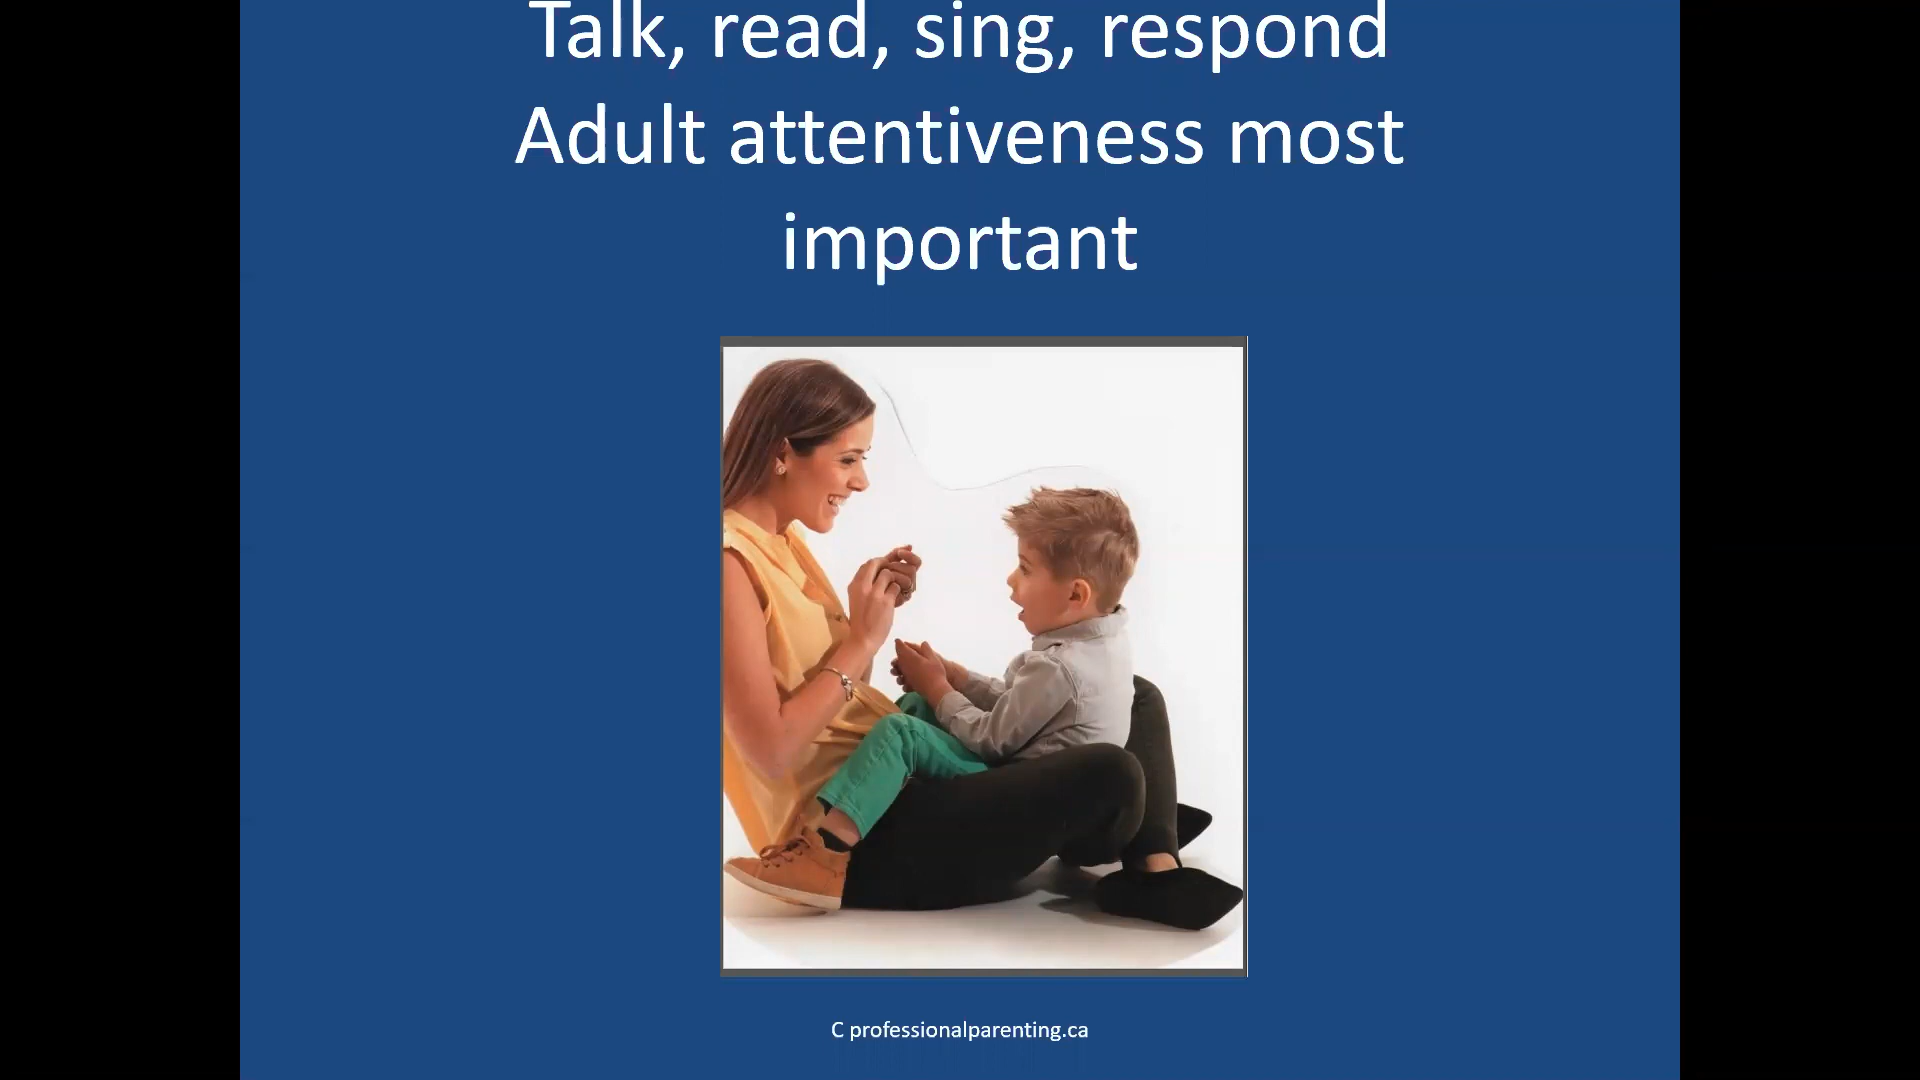 Talk, read, sing, respond
Adult attentiveness most
important
C professionalparenting.ca